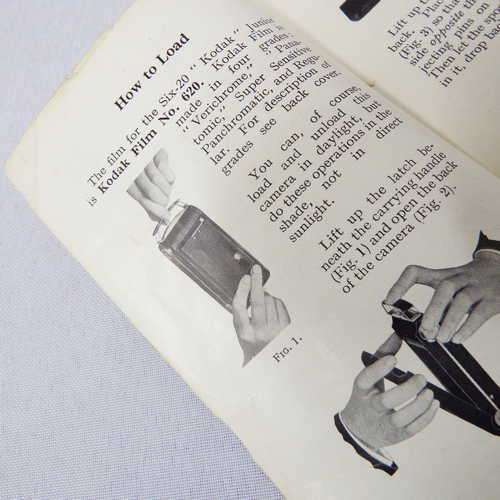 How to Load
The film for the Six-20 "Kodak" Junior
is Kodak Film No. 620. Kodak Film is
made in four grades:
"Verichrome," "Pana-
tomic," Super Sensitive
Panchromatic, and Regu-
lar. For description of
grades see back cover.
You can, of course,
load and unload this
camera in daylight, but
do these operations in the
shade, not in direct
sunlight.
Lift up the latch be-
neath the carrying handle
(Fig. 1) and open the back
of the camera (Fig. 2).
FIG. 1.
Lift up
back.
(Fig. 3) so
side opposite
jecting pins on
Then let the
in it, drop back